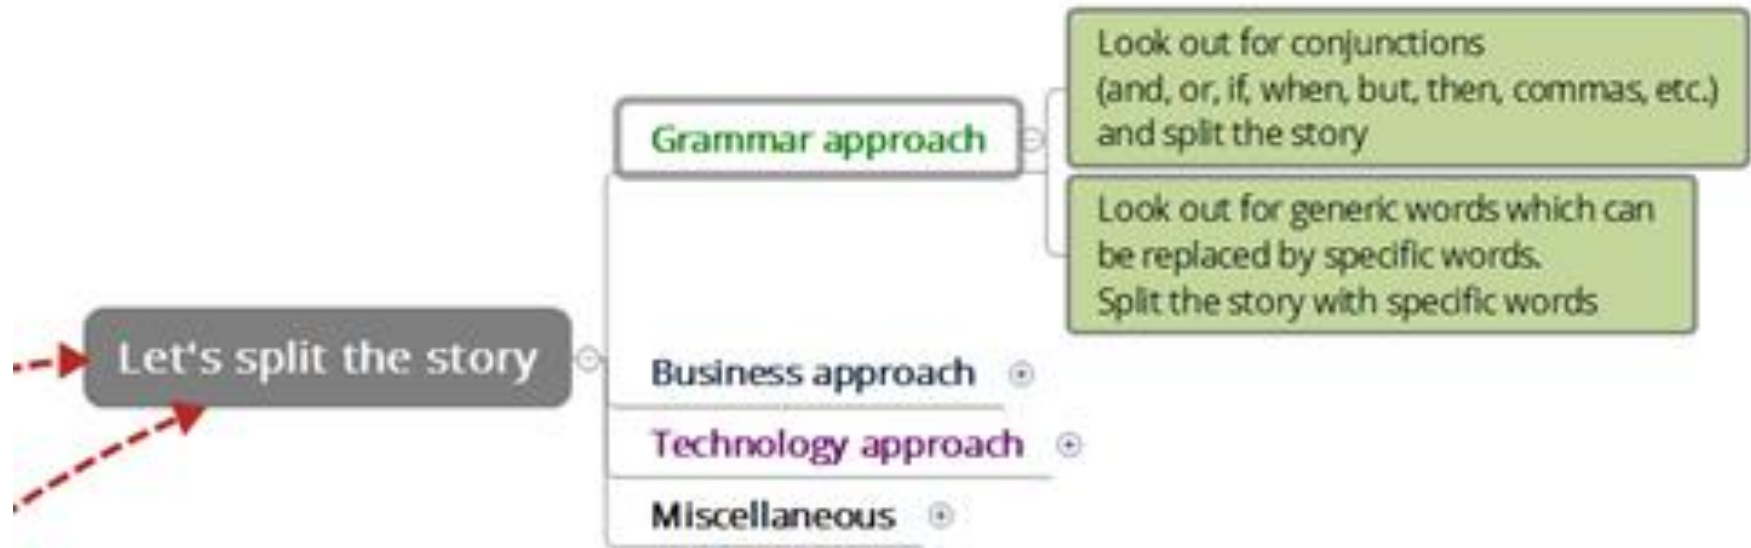 Look out for conjunctions
(and, or, if, when, but, then, commas, etc.)
and split the story
Grammar approach
Look out for generic words which can
be replaced by specific words.
Split the story with specific words
Let's split the story
Business approach
Technology approach
Miscellaneous